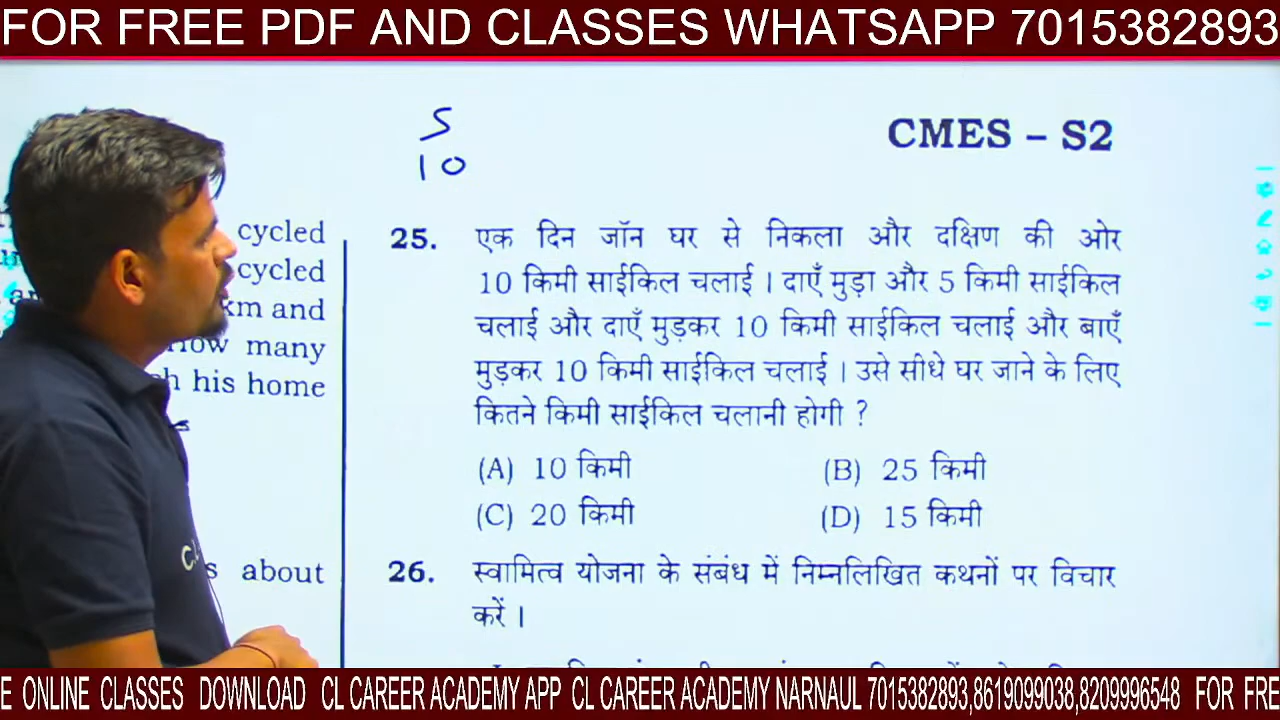 FOR FREE PDF AND CLASSES WHATSAPP 7015382893
S
10
CMES – S2
cycled
cycled
km and
How many
h his home
s about
25. एक दिन जॉन घर से निकला और दक्षिण की ओर
10 किमी साईकिल चलाई । दाएँ मुड़ा और 5 किमी साईकिल
चलाई और दाएँ मुड़कर 10 किमी साईकिल चलाई और बाएँ
मुड़कर 10 किमी साईकिल चलाई । उसे सीधे घर जाने के लिए
कितने किमी साईकिल चलानी होगी ?
(A) 10 किमी (B) 25 किमी
(C) 20 किमी (D) 15 किमी
26. स्वामित्व योजना के संबंध में निम्नलिखित कथनों पर विचार
करें ।
E ONLINE CLASSES DOWNLOAD CL CAREER ACADEMY APP CL CAREER ACADEMY NARNAUL 7015382893,8619099038,8209996548 FOR FRE